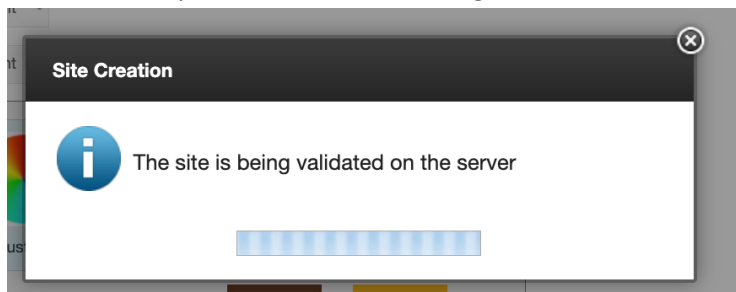 Site Creation
The site is being validated on the server